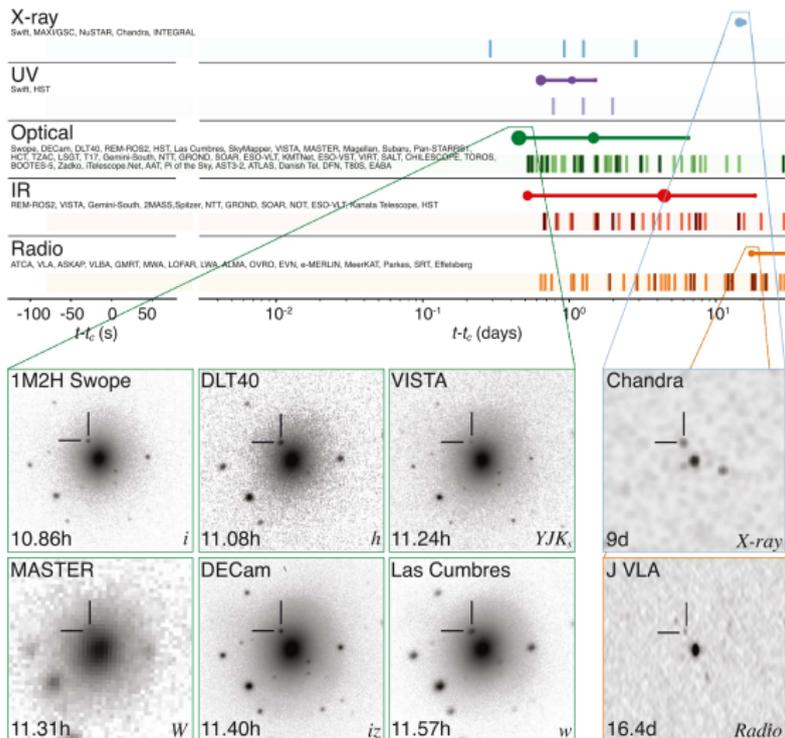 X-ray
Swift, MAXI/GSC, NuSTAR, Chandra, INTEGRAL
UV
Swift, HST
Optical
Swope, DECam, DLT40, REM-ROS2, HST, Las Cumbres, SkyMapper, VISTA, MASTER, Magellan, Subaru, Pan-STARRS1,
HCT, TZAC, LSGT, T17, Gemini-South, NTT, GROND, SOAR, ESO-VLT, KMTNet, ESO-VST, VIRT, SALT, CHILESCOPE, TOROS,
BOOTES-5, Zadko, iTelescope.Net, AAT, Pi of the Sky, AST3-2, ATLAS, Danish Tel, DFN, T80S, EABA
IR
REM-ROS2, VISTA, Gemini-South, 2MASS,Spitzer, NTT, GROND, SOAR, NOT, ESO-VLT, Kanata Telescope, HST
Radio
ATCA, VLA, ASKAP, VLBA, GMRT, MWA, LOFAR, LWA, ALMA, OVRO, EVN, e-MERLIN, MeerKAT, Parkes, SRT, Effelsberg
-100 -50 0 50 10⁻² 10⁻¹ 10⁰ 10¹
t-t_c (s) t-t_c (days)
1M2H Swope DLT40 VISTA Chandra
10.86h i 11.08h h 11.24h YJKₛ 9d X-ray
MASTER DECam Las Cumbres J VLA
11.31h W 11.40h iz 11.57h w 16.4d Radio